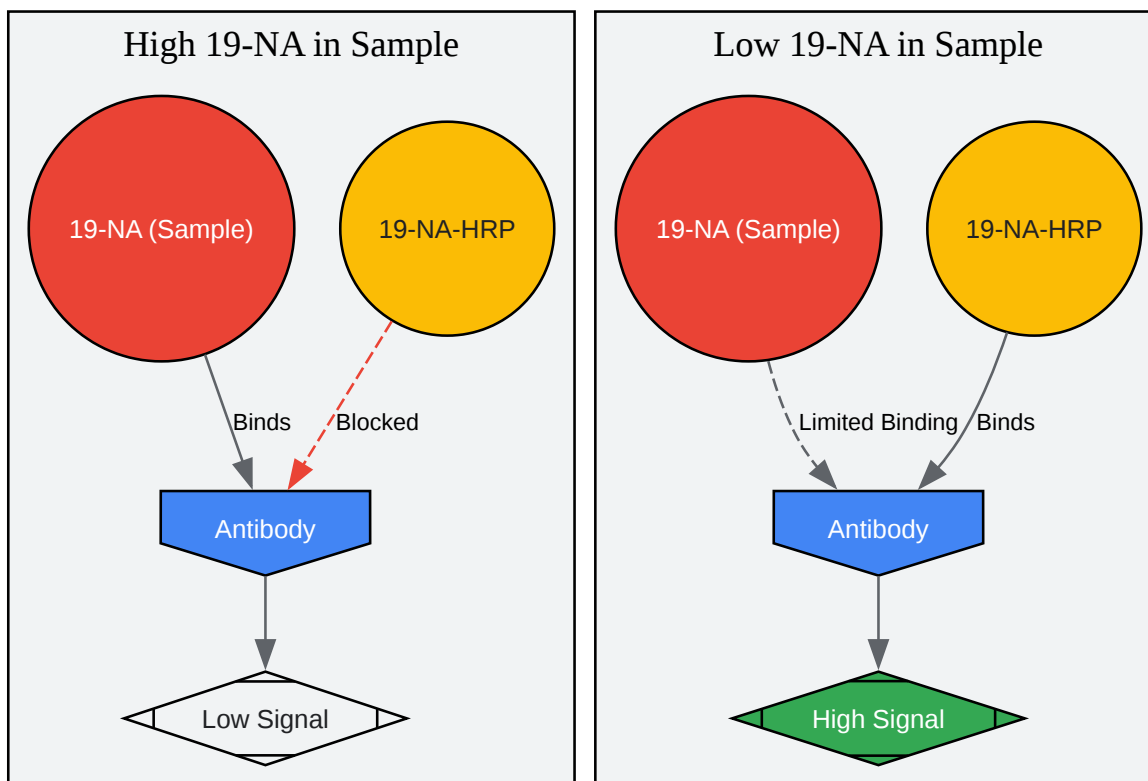 High 19-NA in Sample
19-NA (Sample)
19-NA-HRP
Binds
Blocked
Antibody
Low Signal
Low 19-NA in Sample
19-NA (Sample)
19-NA-HRP
Limited Binding
Binds
Antibody
High Signal